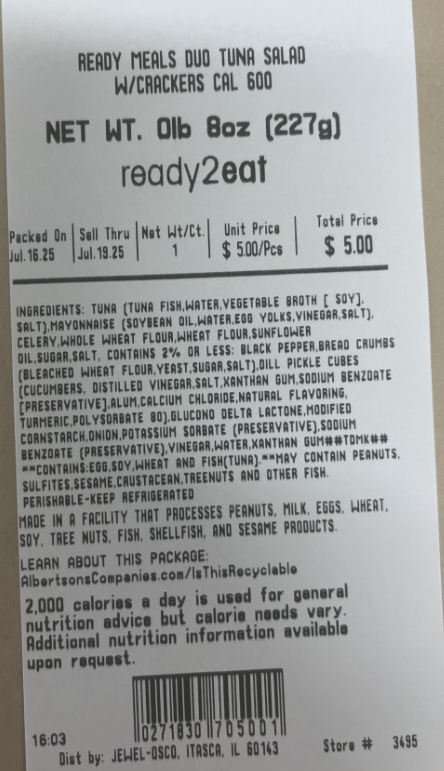 READY MEALS DUO TUNA SALAD
W/CRACKERS CAL 600
NET WT. 0lb 8oz (227g)
ready2eat
Packed On Sell Thru Net Wt/Ct. Unit Price Total Price
Jul.16.25 Jul.19.25 1 $ 5.00/Pcs $ 5.00
INGREDIENTS: TUNA (TUNA FISH,WATER,VEGETABLE BROTH [ SOY],
SALT),MAYONNAISE (SOYBEAN OIL,WATER,EGG YOLKS,VINEGAR,SALT),
CELERY,WHOLE WHEAT FLOUR,WHEAT FLOUR,SUNFLOWER
OIL,SUGAR,SALT, CONTAINS 2% OR LESS: BLACK PEPPER,BREAD CRUMBS
(BLEACHED WHEAT FLOUR,YEAST,SUGAR,SALT),DILL PICKLE CUBES
(CUCUMBERS, DISTILLED VINEGAR,SALT,XANTHAN GUM,SODIUM BENZOATE
[PRESERVATIVE],ALUM,CALCIUM CHLORIDE,NATURAL FLAVORING,
TURMERIC,POLYSORBATE 80),GLUCONO DELTA LACTONE,MODIFIED
CORNSTARCH,ONION,POTASSIUM SORBATE (PRESERVATIVE),SODIUM
BENZOATE (PRESERVATIVE),VINEGAR,WATER,XANTHAN GUM##TDMK##
**CONTAINS:EGG,SOY,WHEAT AND FISH(TUNA).**MAY CONTAIN PEANUTS,
SULFITES,SESAME,CRUSTACEAN,TREENUTS AND OTHER FISH.
PERISHABLE-KEEP REFRIGERATED
MADE IN A FACILITY THAT PROCESSES PEANUTS, MILK, EGGS, WHEAT,
SOY, TREE NUTS, FISH, SHELLFISH, AND SESAME PRODUCTS.
LEARN ABOUT THIS PACKAGE:
AlbertsonsCompanies.com/IsThisRecyclable
2,000 calories a day is used for general
nutrition advice but calorie needs vary.
Additional nutrition information available
upon request.
0271830 705001
16:03
Dist by: JEWEL-OSCO, ITASCA, IL 60143 Store # 3495